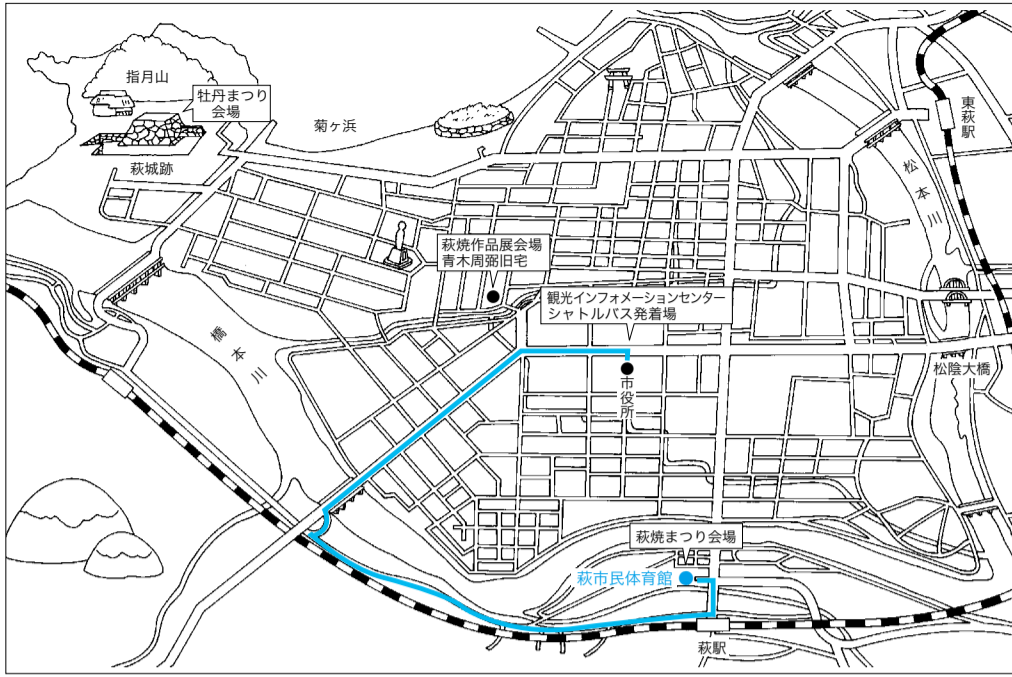 指月山
牡丹まつり
会場
萩城跡
菊ヶ浜
東萩駅
松本川
萩焼作品展会場
青木周弼旧宅
観光インフォメーションセンター
シャトルバス発着場
橋本川
市役所
松陰大橋
萩焼まつり会場
萩市民体育館
萩駅